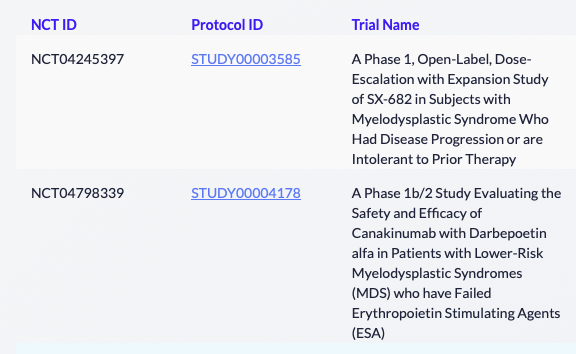 NCT ID Protocol ID Trial Name
NCT04245397 STUDY00003585 A Phase 1, Open-Label, Dose-
Escalation with Expansion Study
of SX-682 in Subjects with
Myelodysplastic Syndrome Who
Had Disease Progression or are
Intolerant to Prior Therapy
NCT04798339 STUDY00004178 A Phase 1b/2 Study Evaluating the
Safety and Efficacy of
Canakinumab with Darbepoetin
alfa in Patients with Lower-Risk
Myelodysplastic Syndromes
(MDS) who have Failed
Erythropoietin Stimulating Agents
(ESA)